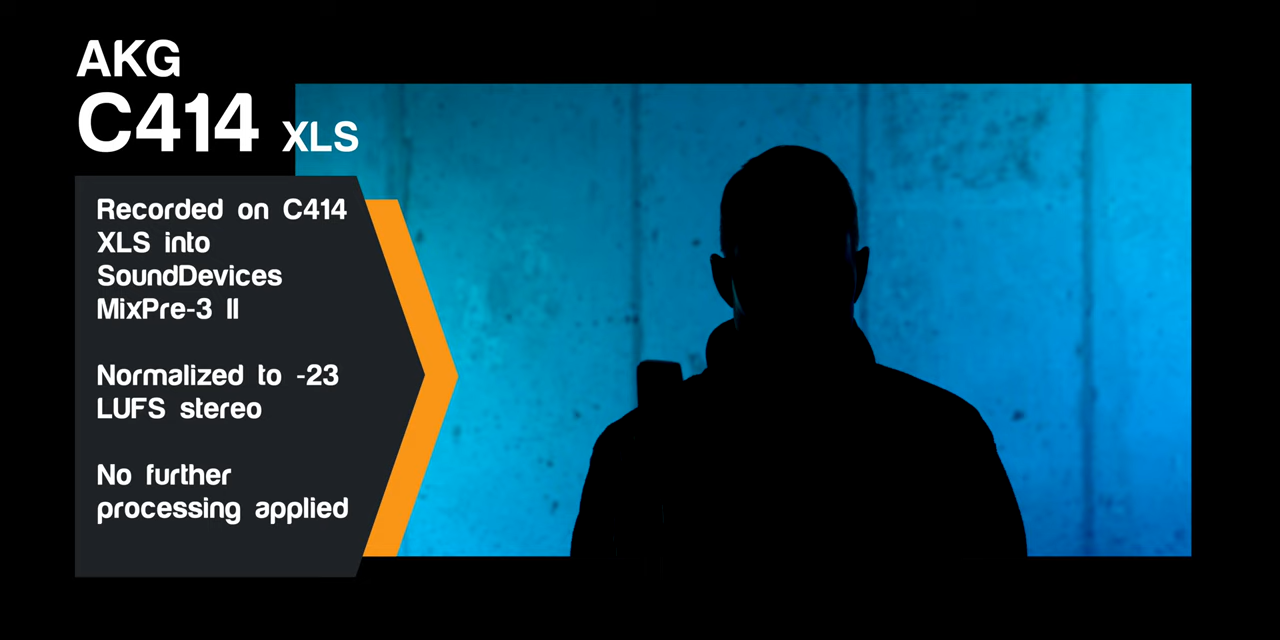 AKG
C414 XLS
Recorded on C414
XLS into
SoundDevices
MixPre-3 II
Normalized to -23
LUFS stereo
No further
processing applied